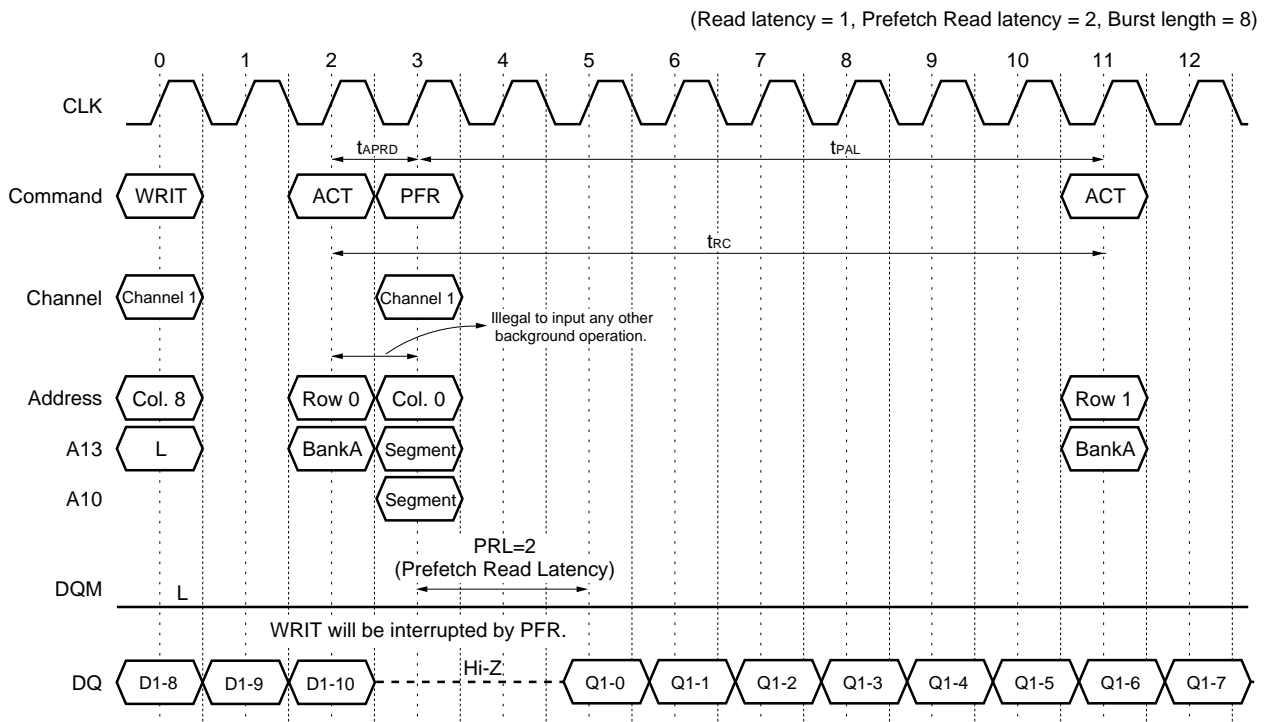 (Read latency = 1, Prefetch Read latency = 2, Burst length = 8)
0 1 2 3 4 5 6 7 8 9 10 11 12
CLK
tAPRD tPAL
Command WRIT ACT PFR ACT
tRC
Channel Channel 1 Channel 1
Illegal to input any other
background operation.
Address Col. 8 Row 0 Col. 0 Row 1
A13 L BankA Segment BankA
A10 Segment
PRL=2
(Prefetch Read Latency)
DQM L
WRIT will be interrupted by PFR.
DQ D1-8 D1-9 D1-10 Hi-Z Q1-0 Q1-1 Q1-2 Q1-3 Q1-4 Q1-5 Q1-6 Q1-7